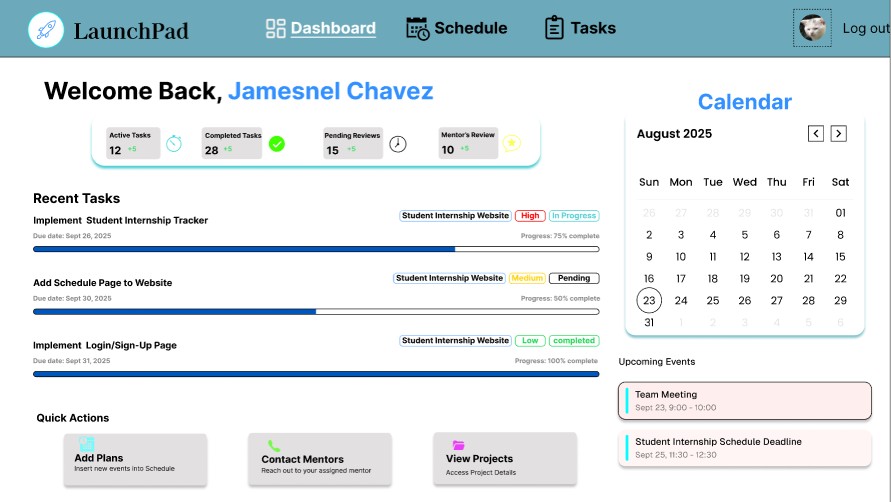 LaunchPad
Dashboard
Schedule
Tasks
Log out
Welcome Back, Jamesnel Chavez
Active Tasks
12 +5
Completed Tasks
28 +5
Pending Reviews
15 +5
Mentor's Review
10 +5
Recent Tasks
Implement Student Internship Tracker
Student Internship Website High In Progress
Due date: Sept 26, 2025
Progress: 75% complete
Add Schedule Page to Website
Student Internship Website Medium Pending
Due date: Sept 30, 2025
Progress: 50% complete
Implement Login/Sign-Up Page
Student Internship Website Low completed
Due date: Sept 31, 2025
Progress: 100% complete
Quick Actions
Add Plans
Insert new events into Schedule
Contact Mentors
Reach out to your assigned mentor
View Projects
Access Project Details
Calendar
August 2025
Sun Mon Tue Wed Thu Fri Sat
26 27 28 29 30 31 01
2 3 4 5 6 7 8
9 10 11 12 13 14 15
16 17 18 19 20 21 22
23 24 25 26 27 28 29
31 1 2 3 4 5 6
Upcoming Events
Team Meeting
Sept 23, 9:00 - 10:00
Student Internship Schedule Deadline
Sept 25, 11:30 - 12:30